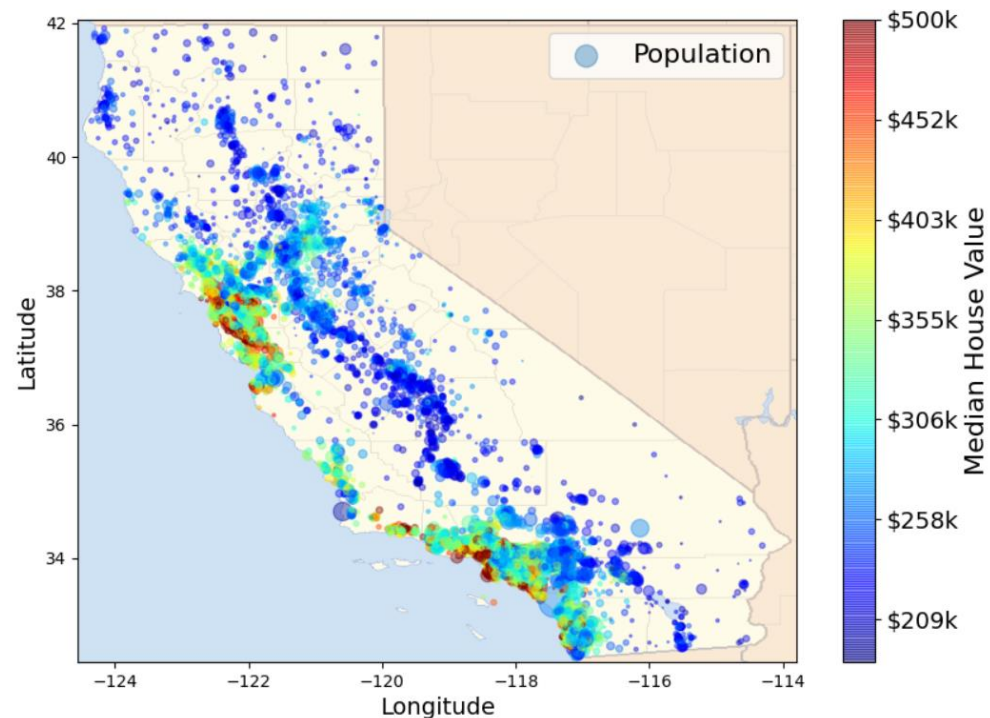 42
40
38
36
34
Latitude
−124
−122
−120
−118
−116
−114
Longitude
Population
$500k
$452k
$403k
$355k
$306k
$258k
$209k
Median House Value